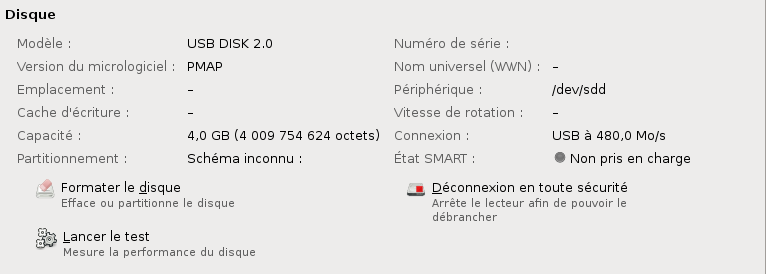 Disque
Modèle : USB DISK 2.0 Numéro de série :
Version du micrologiciel : PMAP Nom universel (WWN) : –
Emplacement : – Périphérique : /dev/sdd
Cache d'écriture : – Vitesse de rotation : –
Capacité : 4,0 GB (4 009 754 624 octets) Connexion : USB à 480,0 Mo/s
Partitionnement : Schéma inconnu : État SMART : Non pris en charge
Formater le disque Déconnexion en toute sécurité
Efface ou partitionne le disque Arrête le lecteur afin de pouvoir le
débrancher
Lancer le test
Mesure la performance du disque